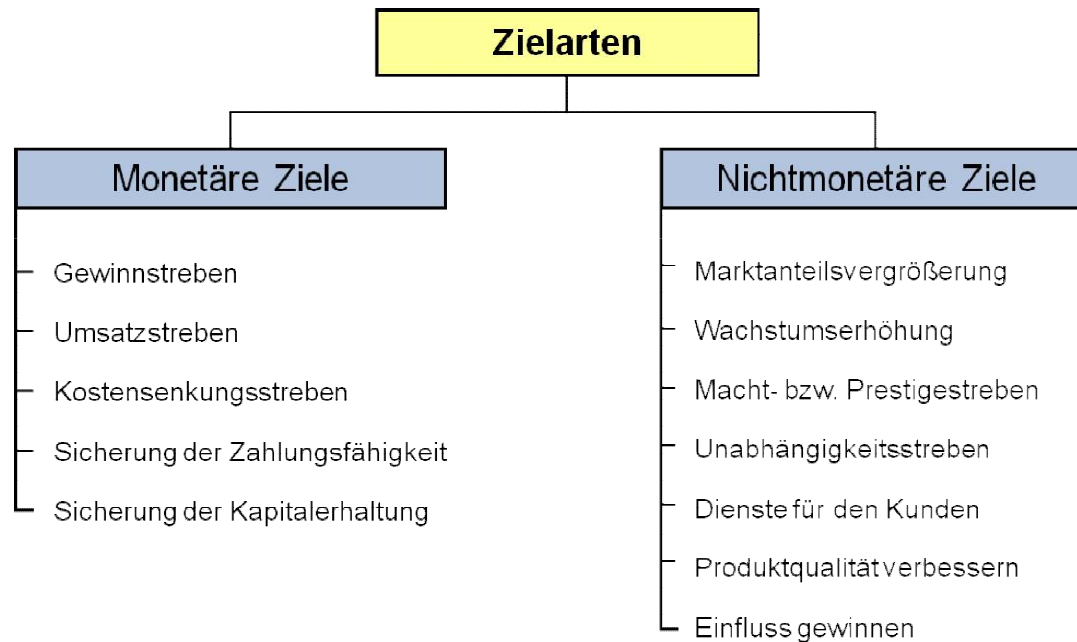 Zielarten
Monetäre Ziele
Gewinnstreben
Umsatzstreben
Kostensenkungsstreben
Sicherung der Zahlungsfähigkeit
Sicherung der Kapitalerhaltung
Nichtmonetäre Ziele
Marktanteilsvergrößerung
Wachstumserhöhung
Macht- bzw. Prestigestreben
Unabhängigkeitsstreben
Dienste für den Kunden
Produktqualität verbessern
Einfluss gewinnen